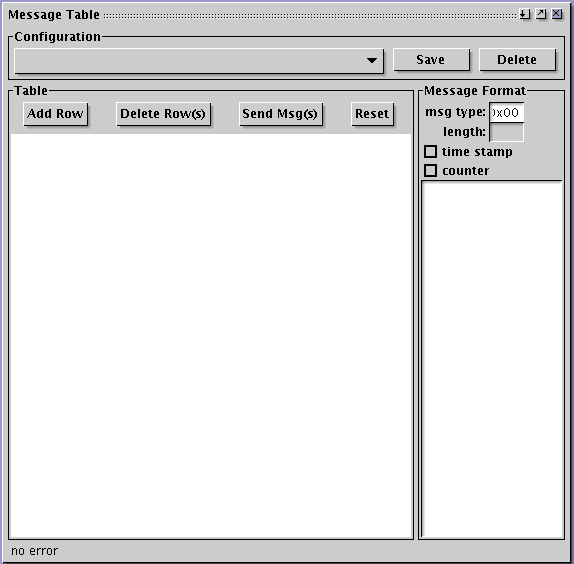 Message Table
Configuration
Save
Delete
Table
Add Row
Delete Row(s)
Send Msg(s)
Reset
Message Format
msg type: 0x00
length:
time stamp
counter
no error